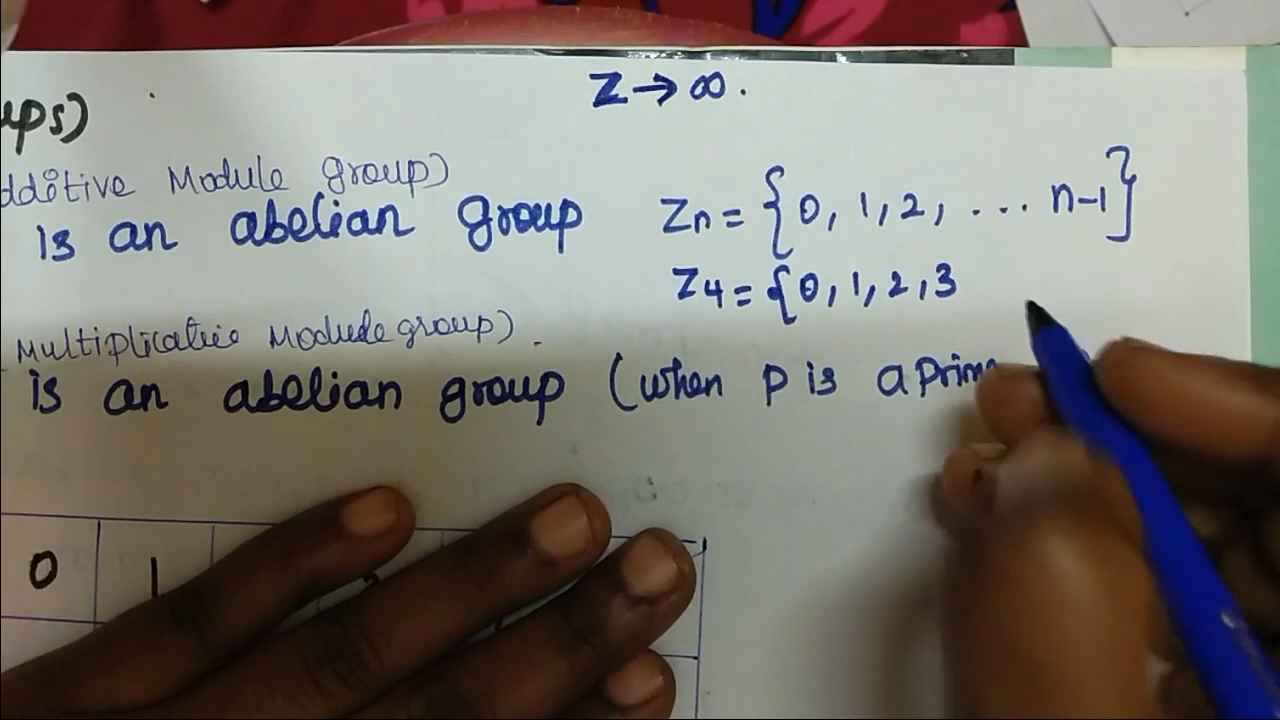 Z → ∞.
ups)
dditive Module group)
is an abelian group Zn = {0, 1, 2, ... n-1}
Z4 = {0, 1, 2, 3
Multiplicative Module group).
is an abelian group (when p is a prim
0 1